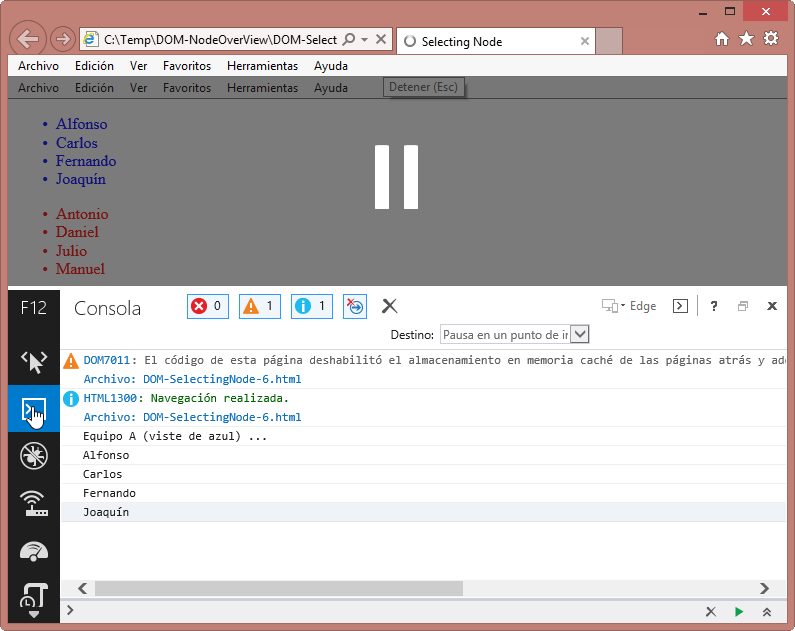 C:\Temp\DOM-NodeOverView\DOM-Select
Selecting Node
Archivo Edición Ver Favoritos Herramientas Ayuda
Archivo Edición Ver Favoritos Herramientas Ayuda
Detener (Esc)
• Alfonso
• Carlos
• Fernando
• Joaquín
• Antonio
• Daniel
• Julio
• Manuel
F12 Consola 0 1 1 Edge ?
Destino: Pausa en un punto de ir
DOM7011: El código de esta página deshabilitó el almacenamiento en memoria caché de las páginas atrás y ade
Archivo: DOM-SelectingNode-6.html
HTML1300: Navegación realizada.
Archivo: DOM-SelectingNode-6.html
Equipo A (viste de azul) ...
Alfonso
Carlos
Fernando
Joaquín